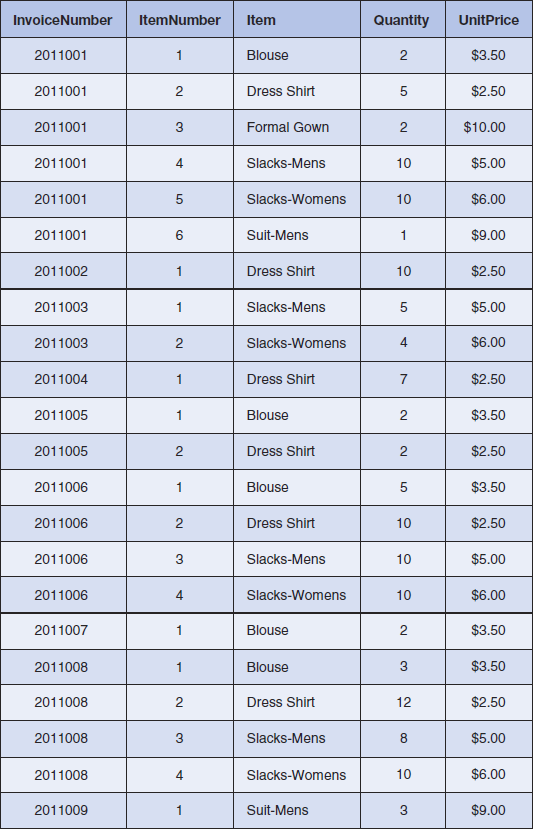 InvoiceNumber ItemNumber Item Quantity UnitPrice
2011001 1 Blouse 2 $3.50
2011001 2 Dress Shirt 5 $2.50
2011001 3 Formal Gown 2 $10.00
2011001 4 Slacks-Mens 10 $5.00
2011001 5 Slacks-Womens 10 $6.00
2011001 6 Suit-Mens 1 $9.00
2011002 1 Dress Shirt 10 $2.50
2011003 1 Slacks-Mens 5 $5.00
2011003 2 Slacks-Womens 4 $6.00
2011004 1 Dress Shirt 7 $2.50
2011005 1 Blouse 2 $3.50
2011005 2 Dress Shirt 2 $2.50
2011006 1 Blouse 5 $3.50
2011006 2 Dress Shirt 10 $2.50
2011006 3 Slacks-Mens 10 $5.00
2011006 4 Slacks-Womens 10 $6.00
2011007 1 Blouse 2 $3.50
2011008 1 Blouse 3 $3.50
2011008 2 Dress Shirt 12 $2.50
2011008 3 Slacks-Mens 8 $5.00
2011008 4 Slacks-Womens 10 $6.00
2011009 1 Suit-Mens 3 $9.00